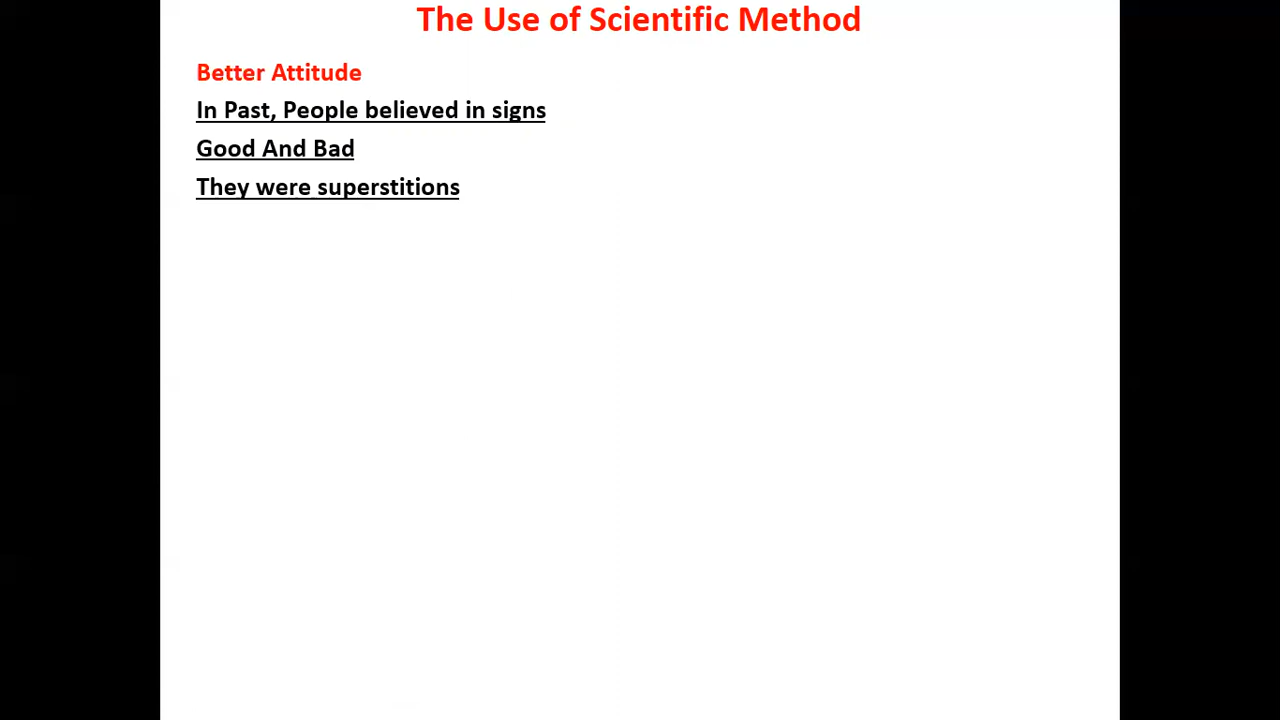 The Use of Scientific Method
Better Attitude
In Past, People believed in signs
Good And Bad
They were superstitions